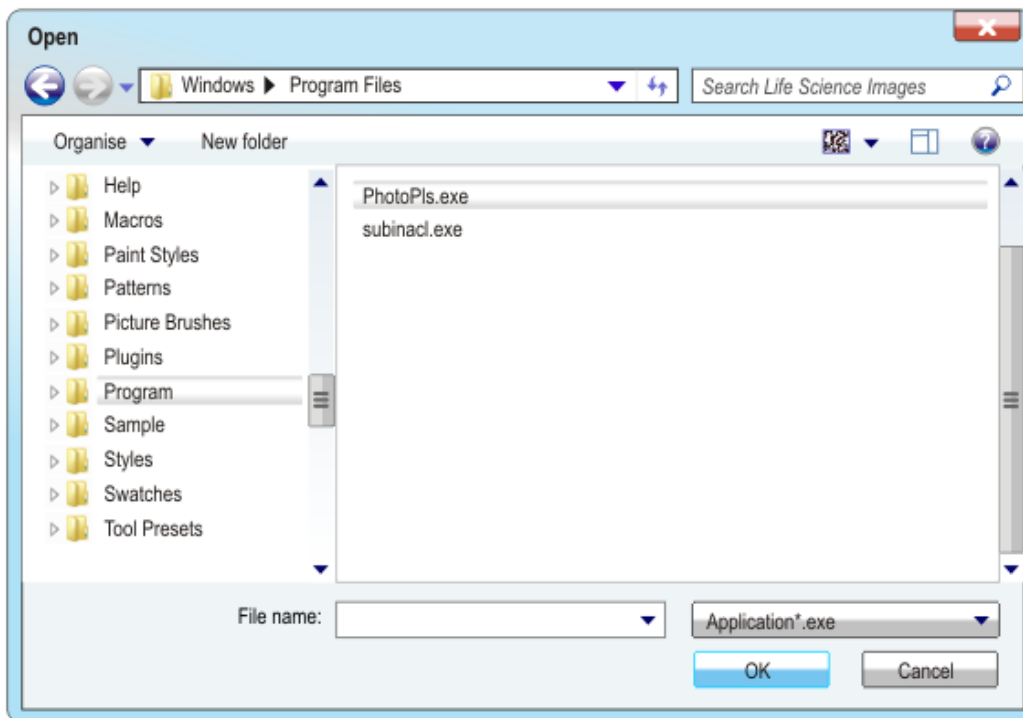 Open
Windows Program Files
Search Life Science Images
Organise New folder
?
Help
Macros
Paint Styles
Patterns
Picture Brushes
Plugins
Program
Sample
Styles
Swatches
Tool Presets
PhotoPls.exe
subinacl.exe
File name:
Application*.exe
OK Cancel